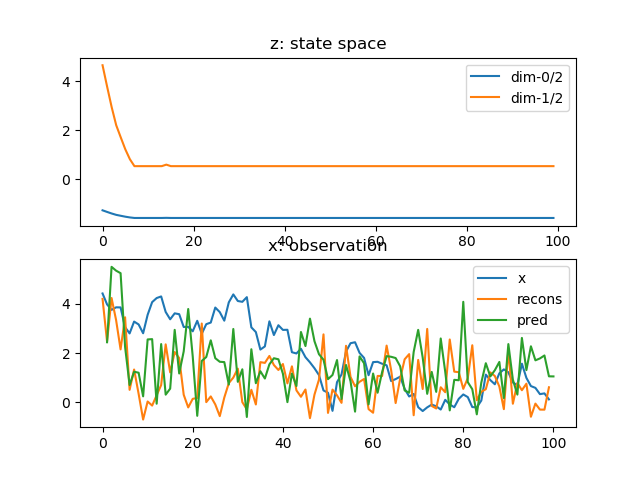 z: state space
4
2
0
dim-0/2
dim-1/2
0 20 40 60 80 100
x: observation
4
2
0
x
recons
pred
0 20 40 60 80 100